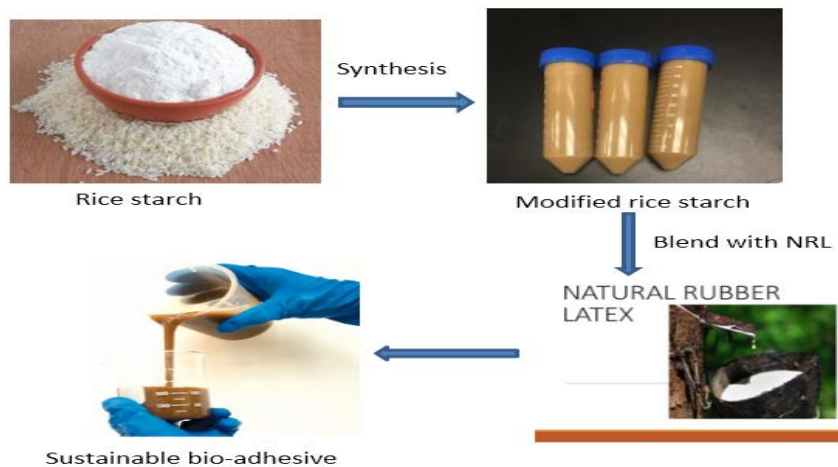 Synthesis
Rice starch
Modified rice starch
Blend with NRL
NATURAL RUBBER
LATEX
Sustainable bio-adhesive